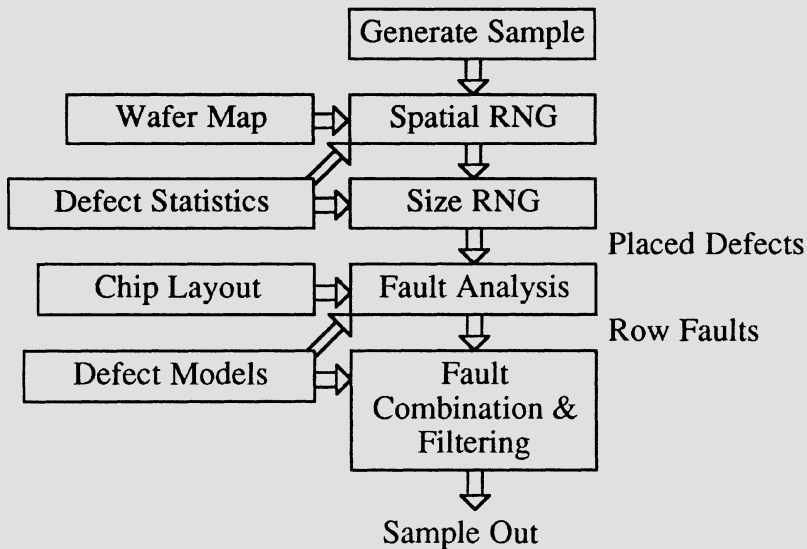 Generate Sample
Wafer Map
Spatial RNG
Defect Statistics
Size RNG
Placed Defects
Chip Layout
Fault Analysis
Row Faults
Defect Models
Fault
Combination &
Filtering
Sample Out